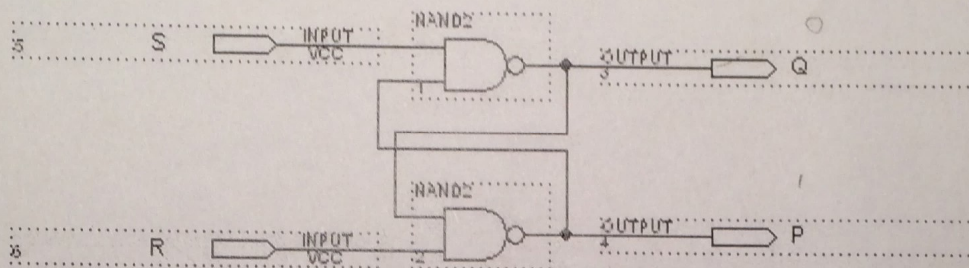 NAND2
5 S INPUT VCC
1
OUTPUT 3 Q
NAND2
6 R INPUT VCC
2
OUTPUT 4 P